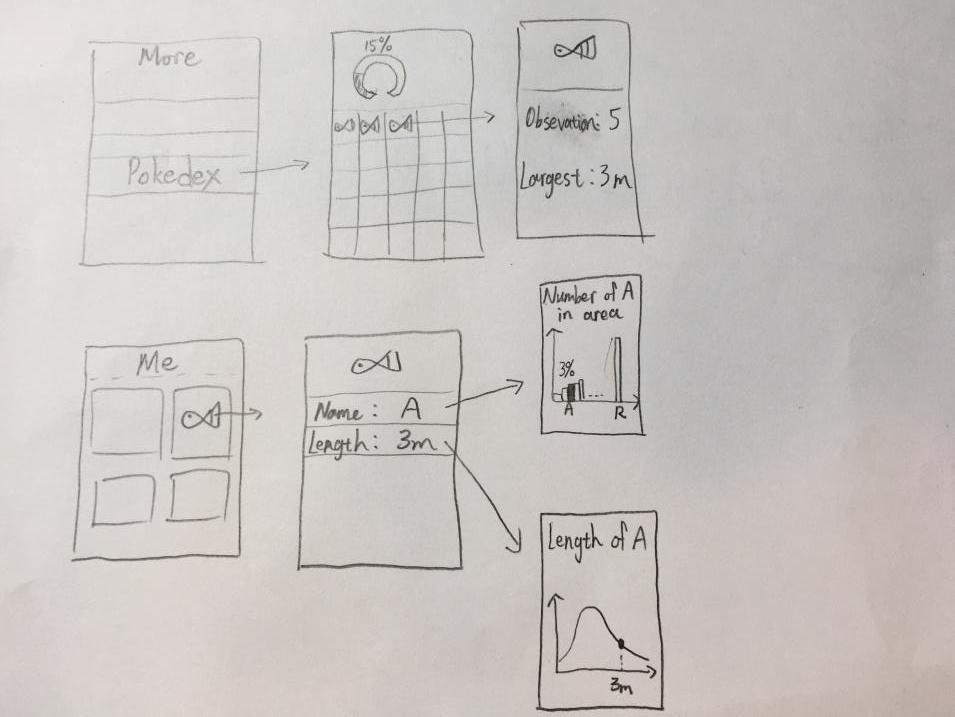 More
Pokedex
15%
Obsevation: 5
Largest: 3m
Me
Name: A
Length: 3m
Number of A
in area
3%
A
R
Length of A
3m